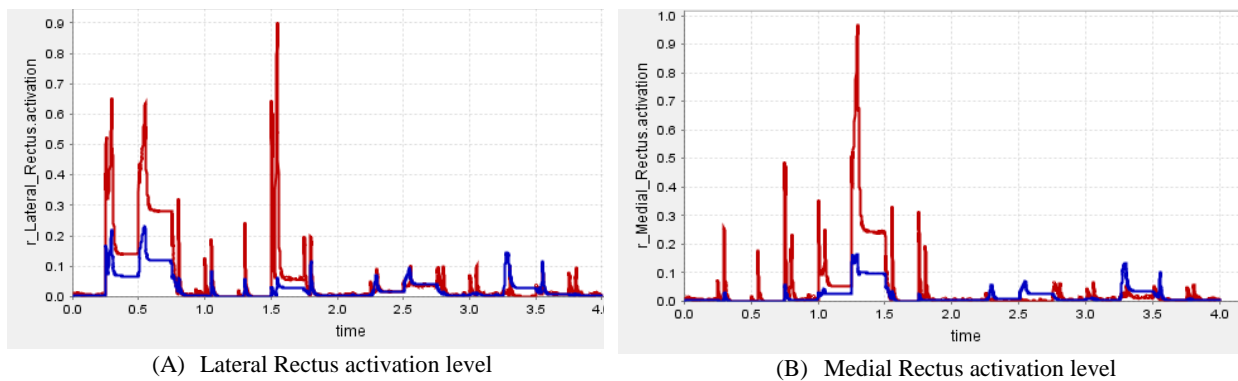 0.9
0.8
0.7
0.6
0.5
0.4
0.3
0.2
0.1
0.0
r_Lateral_Rectus.activation
0.0 0.5 1.0 1.5 2.0 2.5 3.0 3.5 4.0
time
(A) Lateral Rectus activation level
1.0
0.9
0.8
0.7
0.6
0.5
0.4
0.3
0.2
0.1
0.0
r_Medial_Rectus.activation
0.0 0.5 1.0 1.5 2.0 2.5 3.0 3.5 4.0
time
(B) Medial Rectus activation level